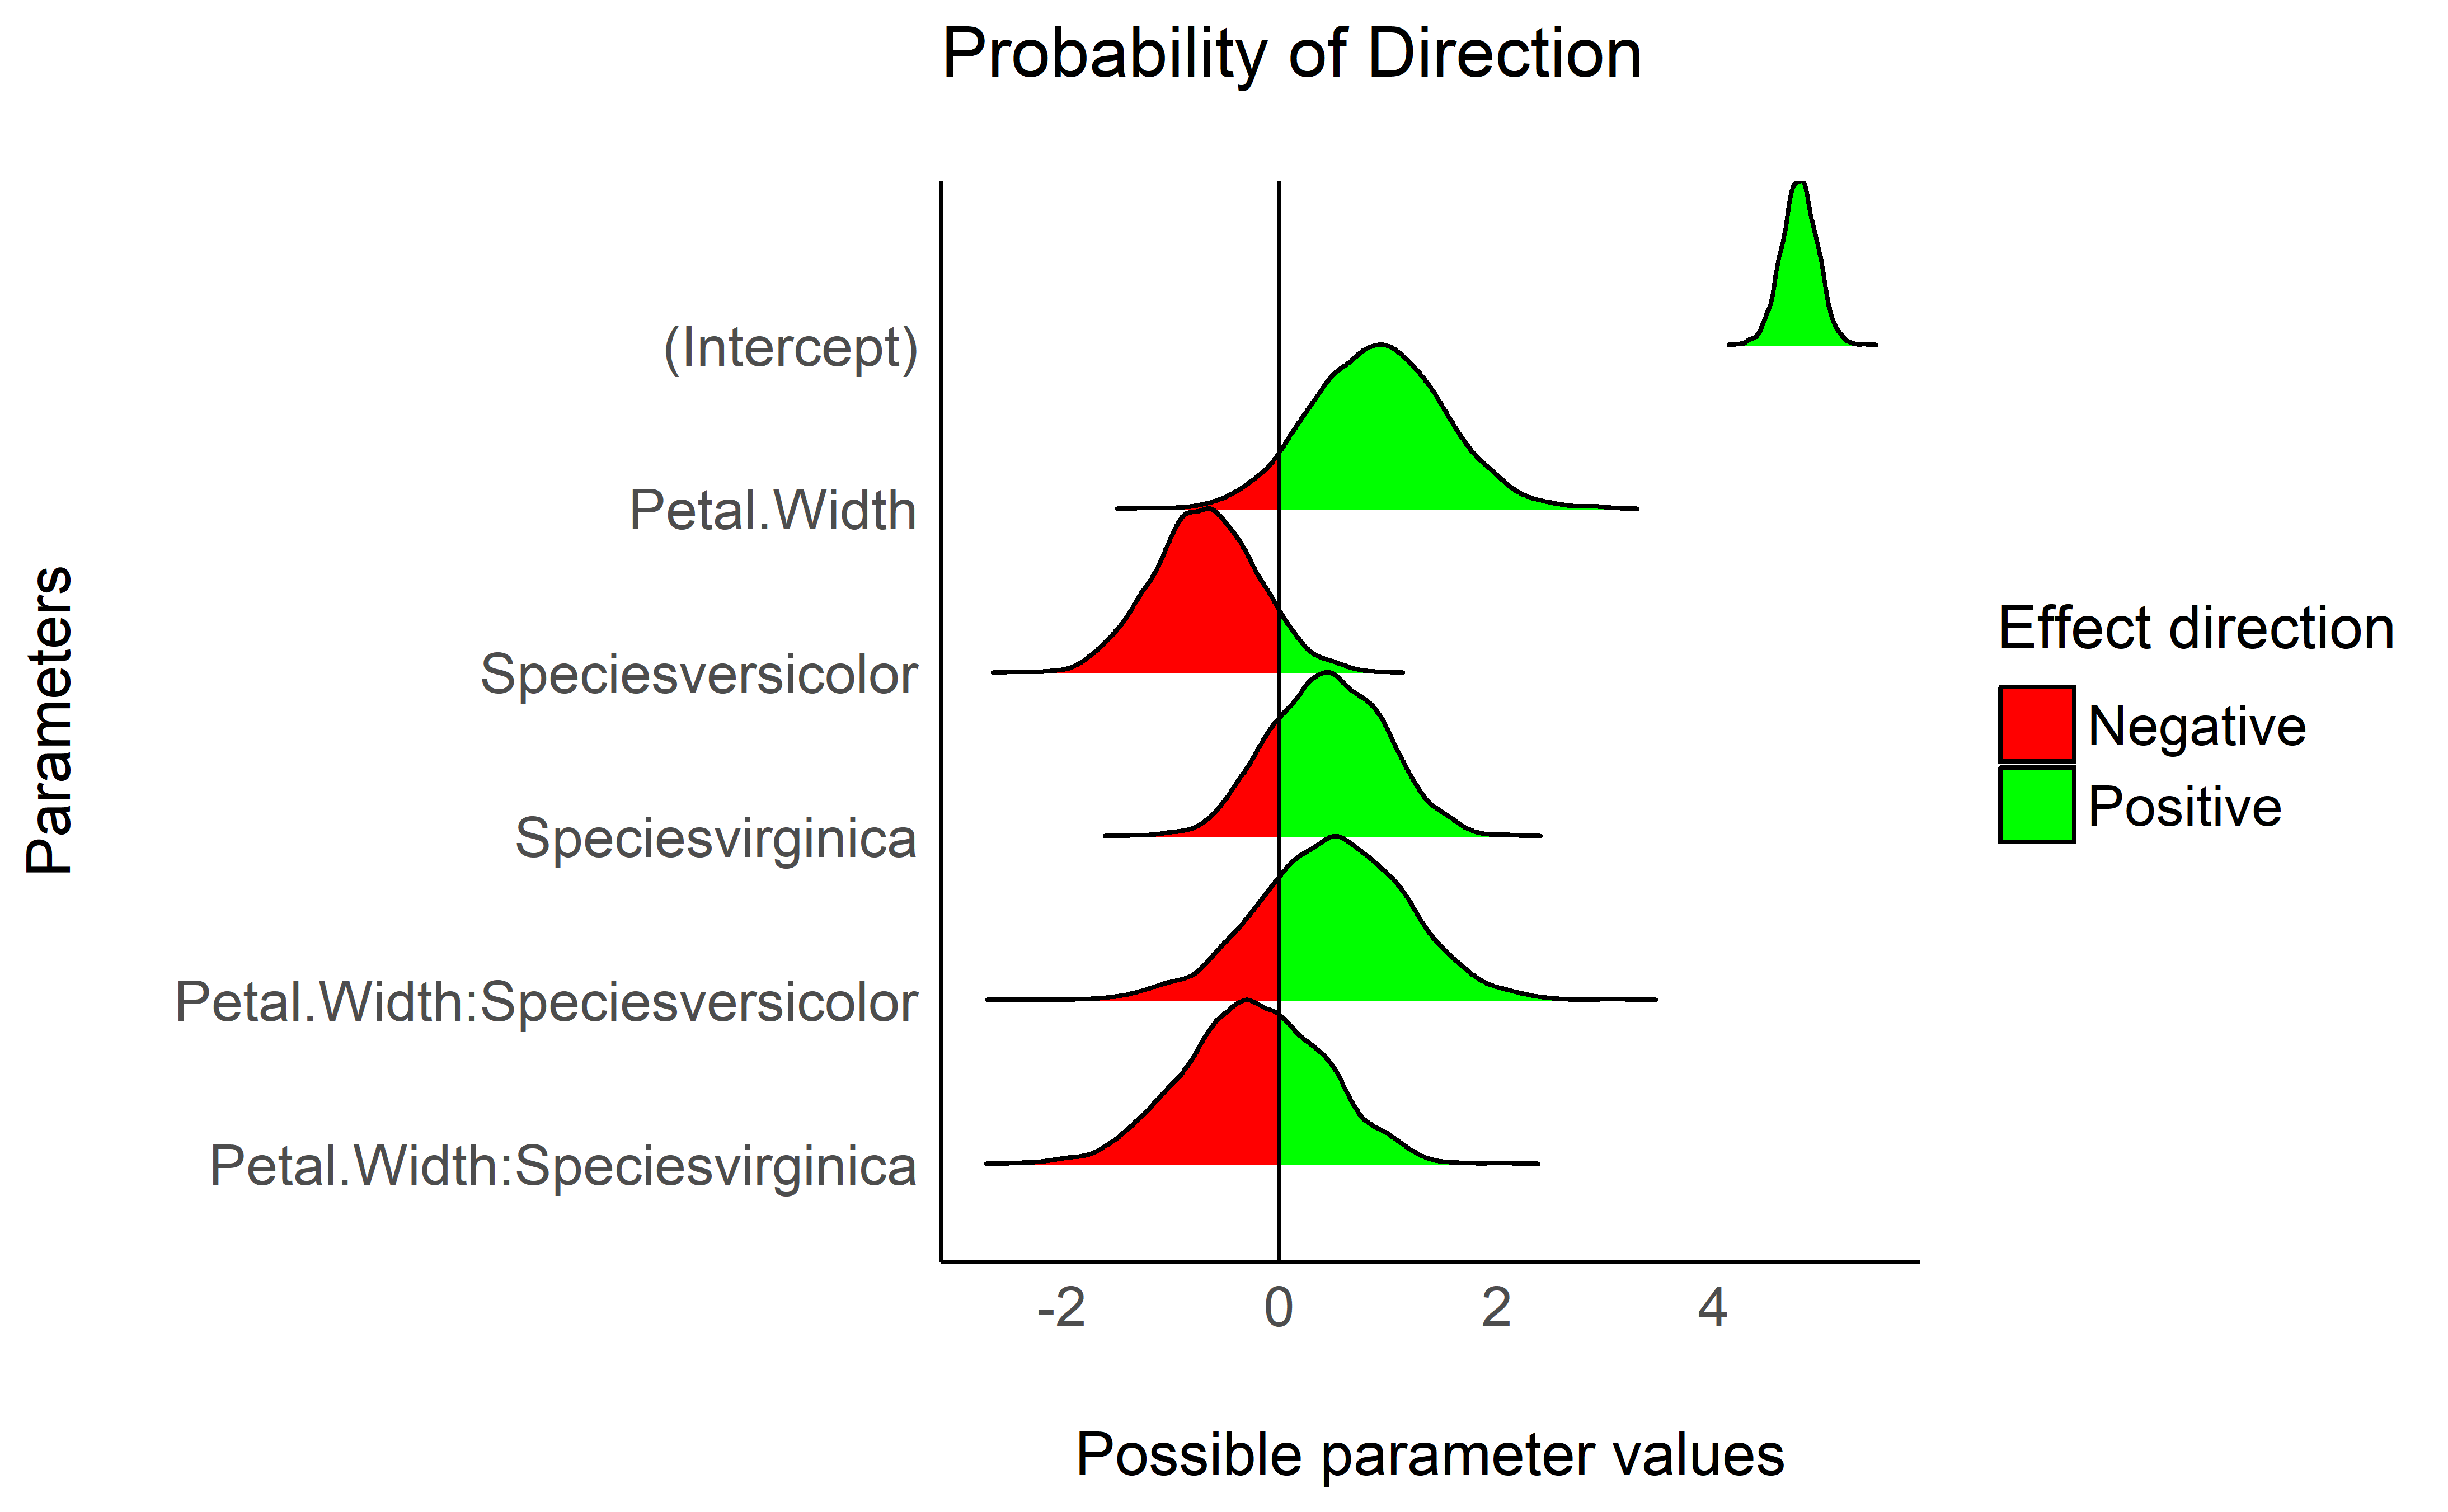 Probability of Direction
(Intercept)
Petal.Width
Speciesversicolor
Speciesvirginica
Petal.Width:Speciesversicolor
Petal.Width:Speciesvirginica
Parameters
-2 0 2 4
Possible parameter values
Effect direction
Negative
Positive